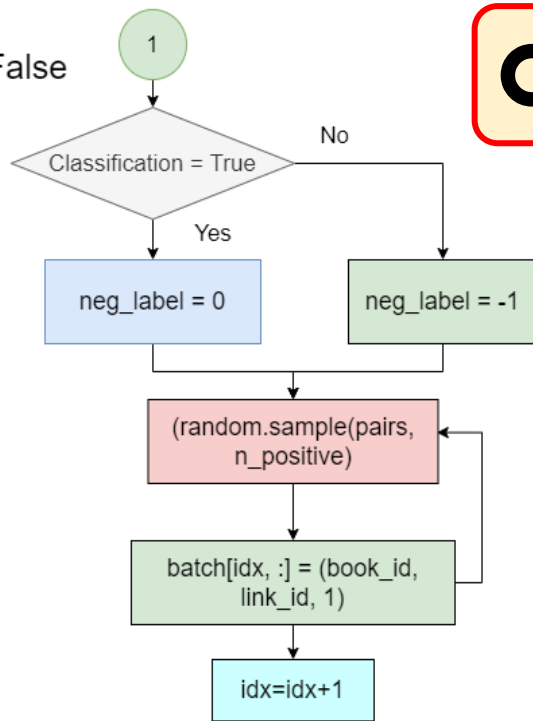 1
False
No
Classification = True
Yes
neg_label = 0
neg_label = -1
(random.sample(pairs,
n_positive)
batch[idx, :] = (book_id,
link_id, 1)
idx=idx+1